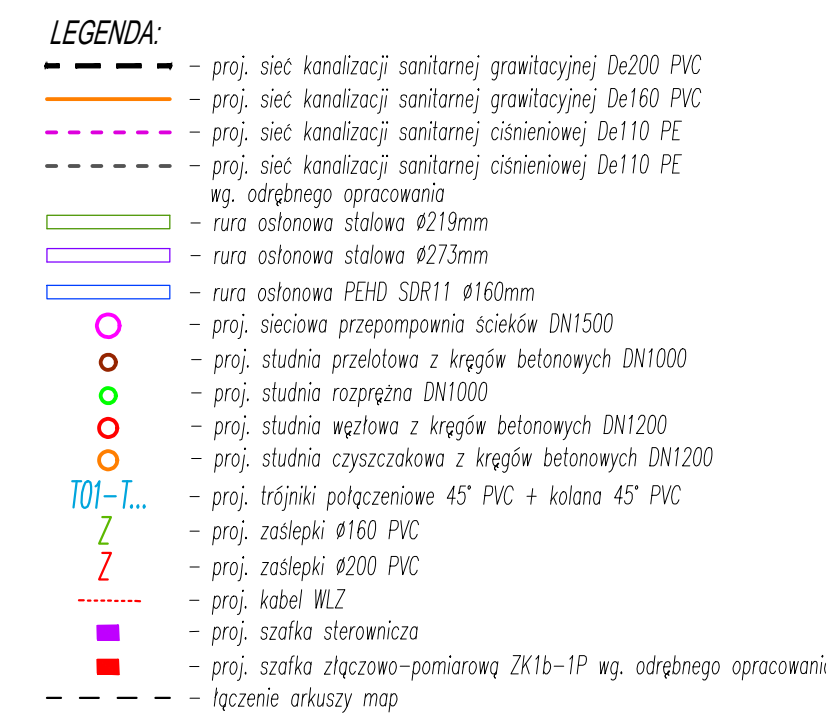 LEGENDA:
– proj. sieć kanalizacji sanitarnej grawitacyjnej De200 PVC
– proj. sieć kanalizacji sanitarnej grawitacyjnej De160 PVC
– proj. sieć kanalizacji sanitarnej ciśnieniowej De110 PE
– proj. sieć kanalizacji sanitarnej ciśnieniowej De110 PE
wg. odrębnego opracowania
– rura osłonowa stalowa Ø219mm
– rura osłonowa stalowa Ø273mm
– rura osłonowa PEHD SDR11 Ø160mm
– proj. sieciowa przepompownia ścieków DN1500
– proj. studnia przelotowa z kręgów betonowych DN1000
– proj. studnia rozprężna DN1000
– proj. studnia węzłowa z kręgów betonowych DN1200
– proj. studnia czyszczakowa z kręgów betonowych DN1200
T01–T... – proj. trójniki połączeniowe 45° PVC + kolana 45° PVC
Z – proj. zaślepki Ø160 PVC
Z – proj. zaślepki Ø200 PVC
– proj. kabel WLZ
– proj. szafka sterownicza
– proj. szafka złączowo–pomiarową ZK1b–1P wg. odrębnego opracowania
– łączenie arkuszy map